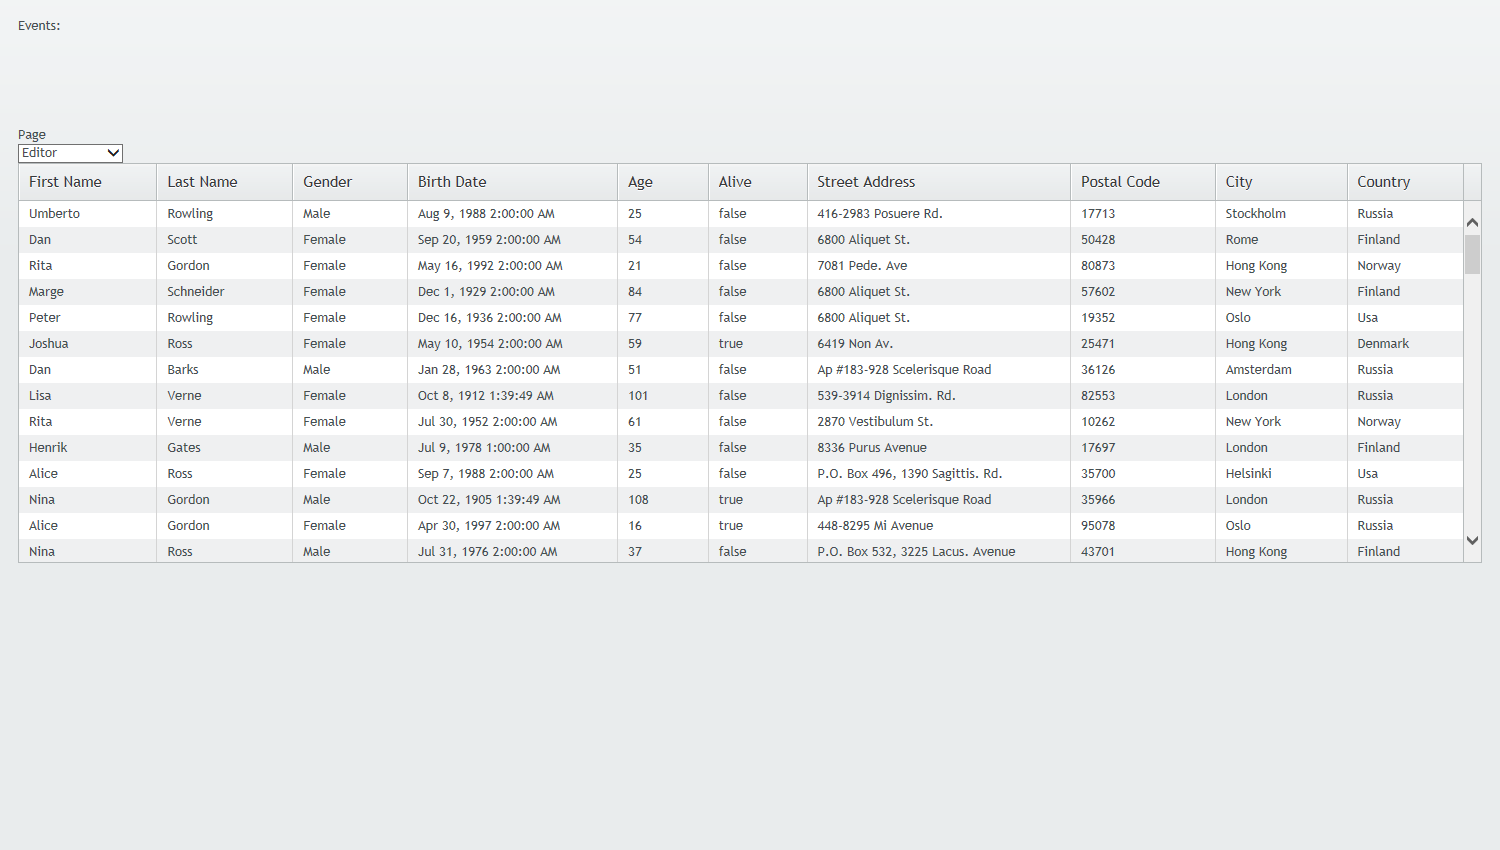 Events:
Page
Editor
First Name Last Name Gender Birth Date Age Alive Street Address Postal Code City Country
Umberto Rowling Male Aug 9, 1988 2:00:00 AM 25 false 416-2983 Posuere Rd. 17713 Stockholm Russia
Dan Scott Female Sep 20, 1959 2:00:00 AM 54 false 6800 Aliquet St. 50428 Rome Finland
Rita Gordon Female May 16, 1992 2:00:00 AM 21 false 7081 Pede. Ave 80873 Hong Kong Norway
Marge Schneider Female Dec 1, 1929 2:00:00 AM 84 false 6800 Aliquet St. 57602 New York Finland
Peter Rowling Female Dec 16, 1936 2:00:00 AM 77 false 6800 Aliquet St. 19352 Oslo Usa
Joshua Ross Female May 10, 1954 2:00:00 AM 59 true 6419 Non Av. 25471 Hong Kong Denmark
Dan Barks Male Jan 28, 1963 2:00:00 AM 51 false Ap #183-928 Scelerisque Road 36126 Amsterdam Russia
Lisa Verne Female Oct 8, 1912 1:39:49 AM 101 false 539-3914 Dignissim. Rd. 82553 London Russia
Rita Verne Female Jul 30, 1952 2:00:00 AM 61 false 2870 Vestibulum St. 10262 New York Norway
Henrik Gates Male Jul 9, 1978 1:00:00 AM 35 false 8336 Purus Avenue 17697 London Finland
Alice Ross Female Sep 7, 1988 2:00:00 AM 25 false P.O. Box 496, 1390 Sagittis. Rd. 35700 Helsinki Usa
Nina Gordon Male Oct 22, 1905 1:39:49 AM 108 true Ap #183-928 Scelerisque Road 35966 London Russia
Alice Gordon Female Apr 30, 1997 2:00:00 AM 16 true 448-8295 Mi Avenue 95078 Oslo Russia
Nina Ross Male Jul 31, 1976 2:00:00 AM 37 false P.O. Box 532, 3225 Lacus. Avenue 43701 Hong Kong Finland